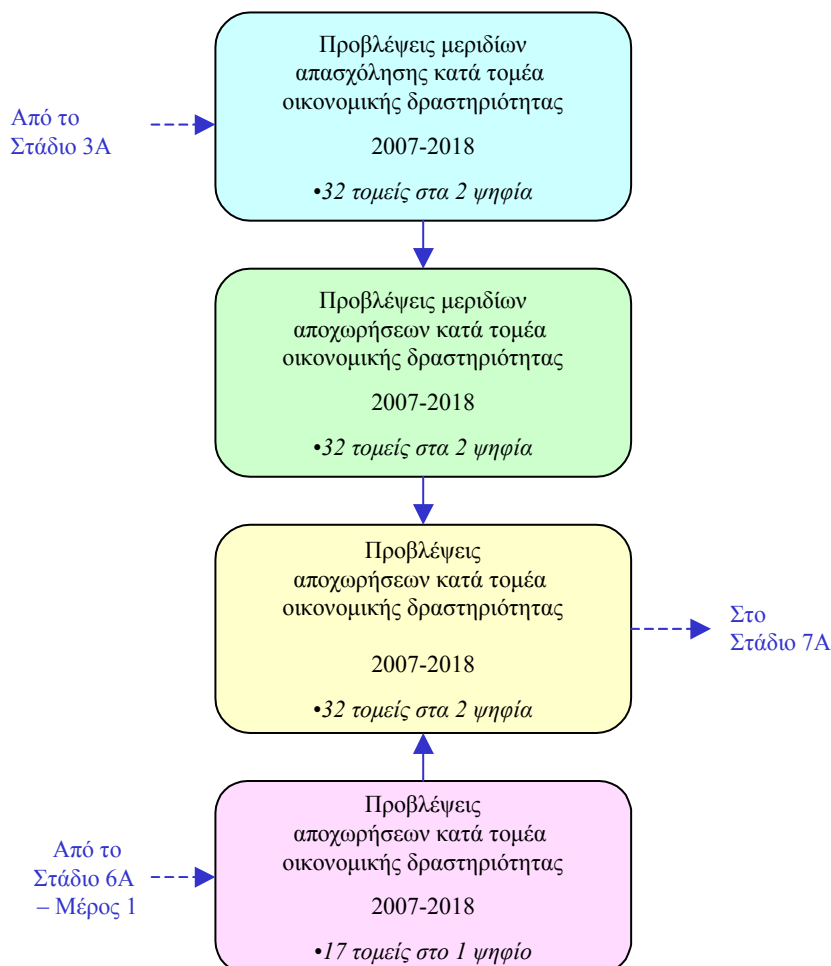 Προβλέψεις μεριδίων
απασχόλησης κατά τομέα
οικονομικής δραστηριότητας
2007-2018
•32 τομείς στα 2 ψηφία
Από το
Στάδιο 3Α
Προβλέψεις μεριδίων
αποχωρήσεων κατά τομέα
οικονομικής δραστηριότητας
2007-2018
•32 τομείς στα 2 ψηφία
Προβλέψεις
αποχωρήσεων κατά τομέα
οικονομικής δραστηριότητας
2007-2018
•32 τομείς στα 2 ψηφία
Στο
Στάδιο 7Α
Προβλέψεις
αποχωρήσεων κατά τομέα
οικονομικής δραστηριότητας
2007-2018
•17 τομείς στο 1 ψηφίο
Από το
Στάδιο 6Α
– Μέρος 1